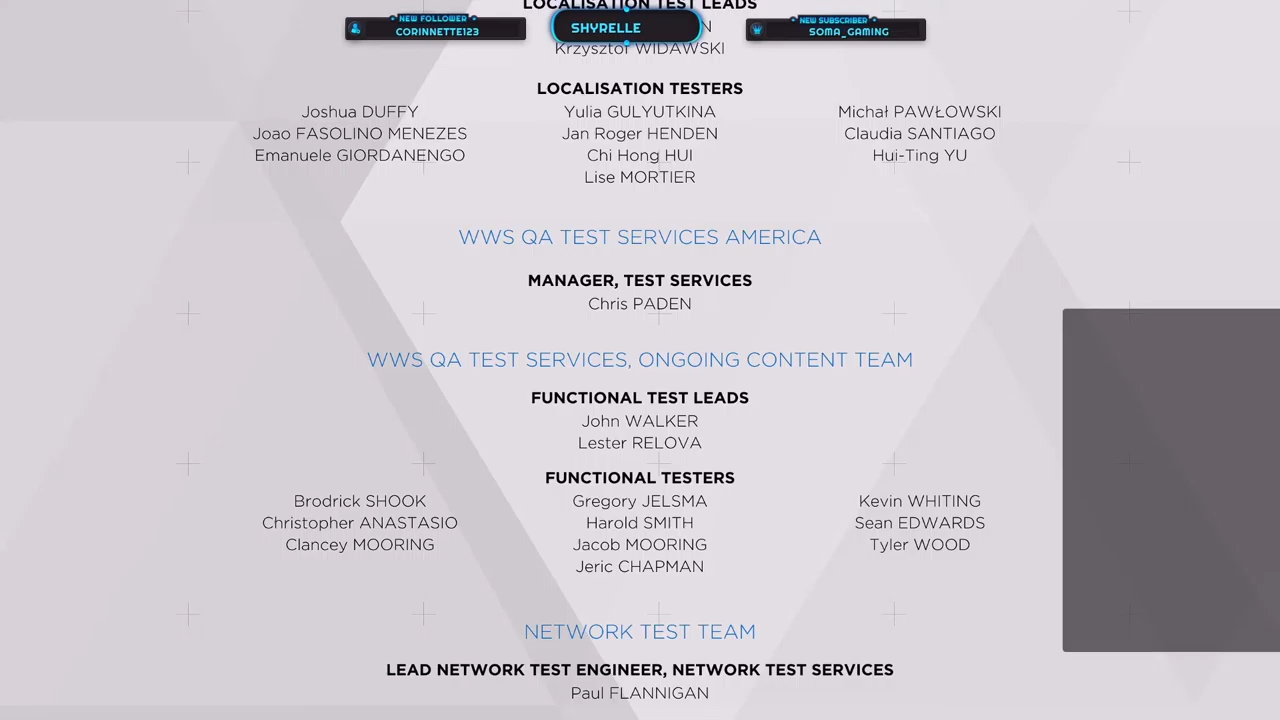 LOCALISATION TEST LEADS
NEW FOLLOWER
CORINNETTE123
SHYRELLE
NEW SUBSCRIBER
SOMA_GAMING
Krzysztof WIDAWSKI
LOCALISATION TESTERS
Joshua DUFFY Yulia GULYUTKINA Michał PAWŁOWSKI
Joao FASOLINO MENEZES Jan Roger HENDEN Claudia SANTIAGO
Emanuele GIORDANENGO Chi Hong HUI Hui-Ting YU
Lise MORTIER
WWS QA TEST SERVICES AMERICA
MANAGER, TEST SERVICES
Chris PADEN
WWS QA TEST SERVICES, ONGOING CONTENT TEAM
FUNCTIONAL TEST LEADS
John WALKER
Lester RELOVA
FUNCTIONAL TESTERS
Brodrick SHOOK Gregory JELSMA Kevin WHITING
Christopher ANASTASIO Harold SMITH Sean EDWARDS
Clancey MOORING Jacob MOORING Tyler WOOD
Jeric CHAPMAN
NETWORK TEST TEAM
LEAD NETWORK TEST ENGINEER, NETWORK TEST SERVICES
Paul FLANNIGAN